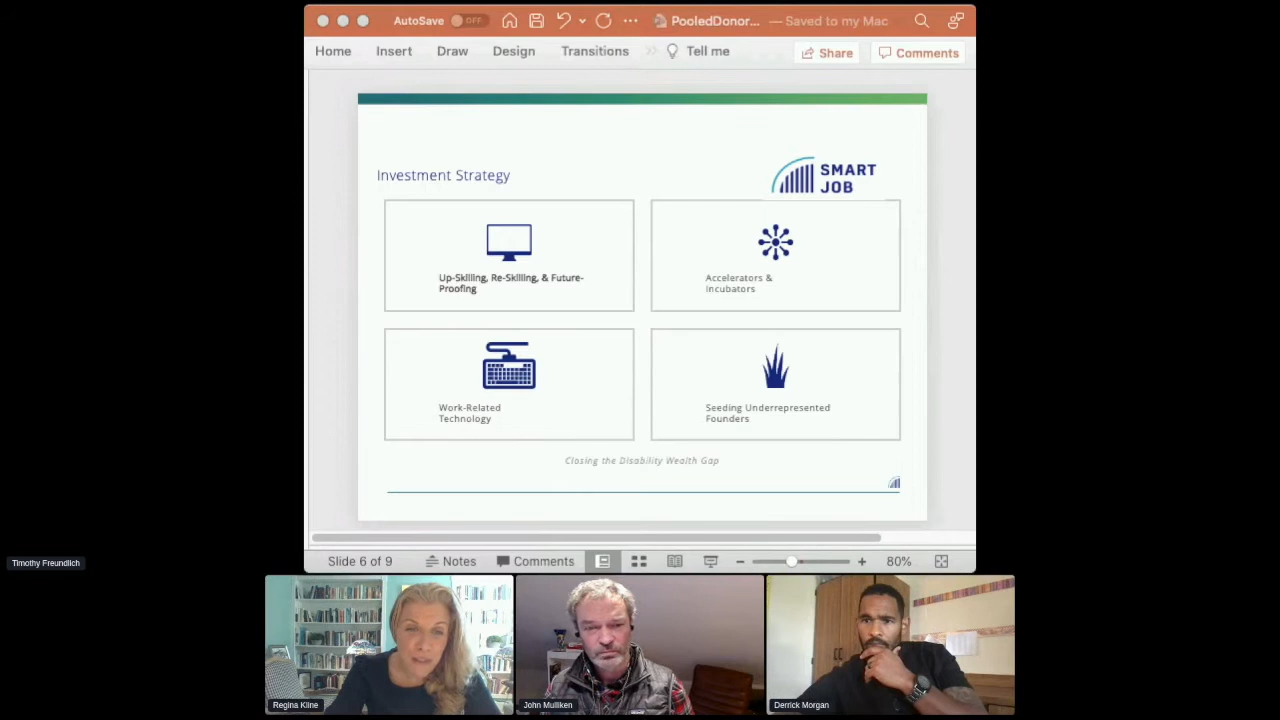 AutoSave OFF PooledDonor... — Saved to my Mac
Home Insert Draw Design Transitions Tell me Share Comments
Investment Strategy
SMART
JOB
Up-Skilling, Re-Skilling, & Future-
Proofing
Accelerators &
Incubators
Work-Related
Technology
Seeding Underrepresented
Founders
Closing the Disability Wealth Gap
Slide 6 of 9 Notes Comments 80%
Timothy Freundlich
Regina Kline
John Mulliken
Derrick Morgan